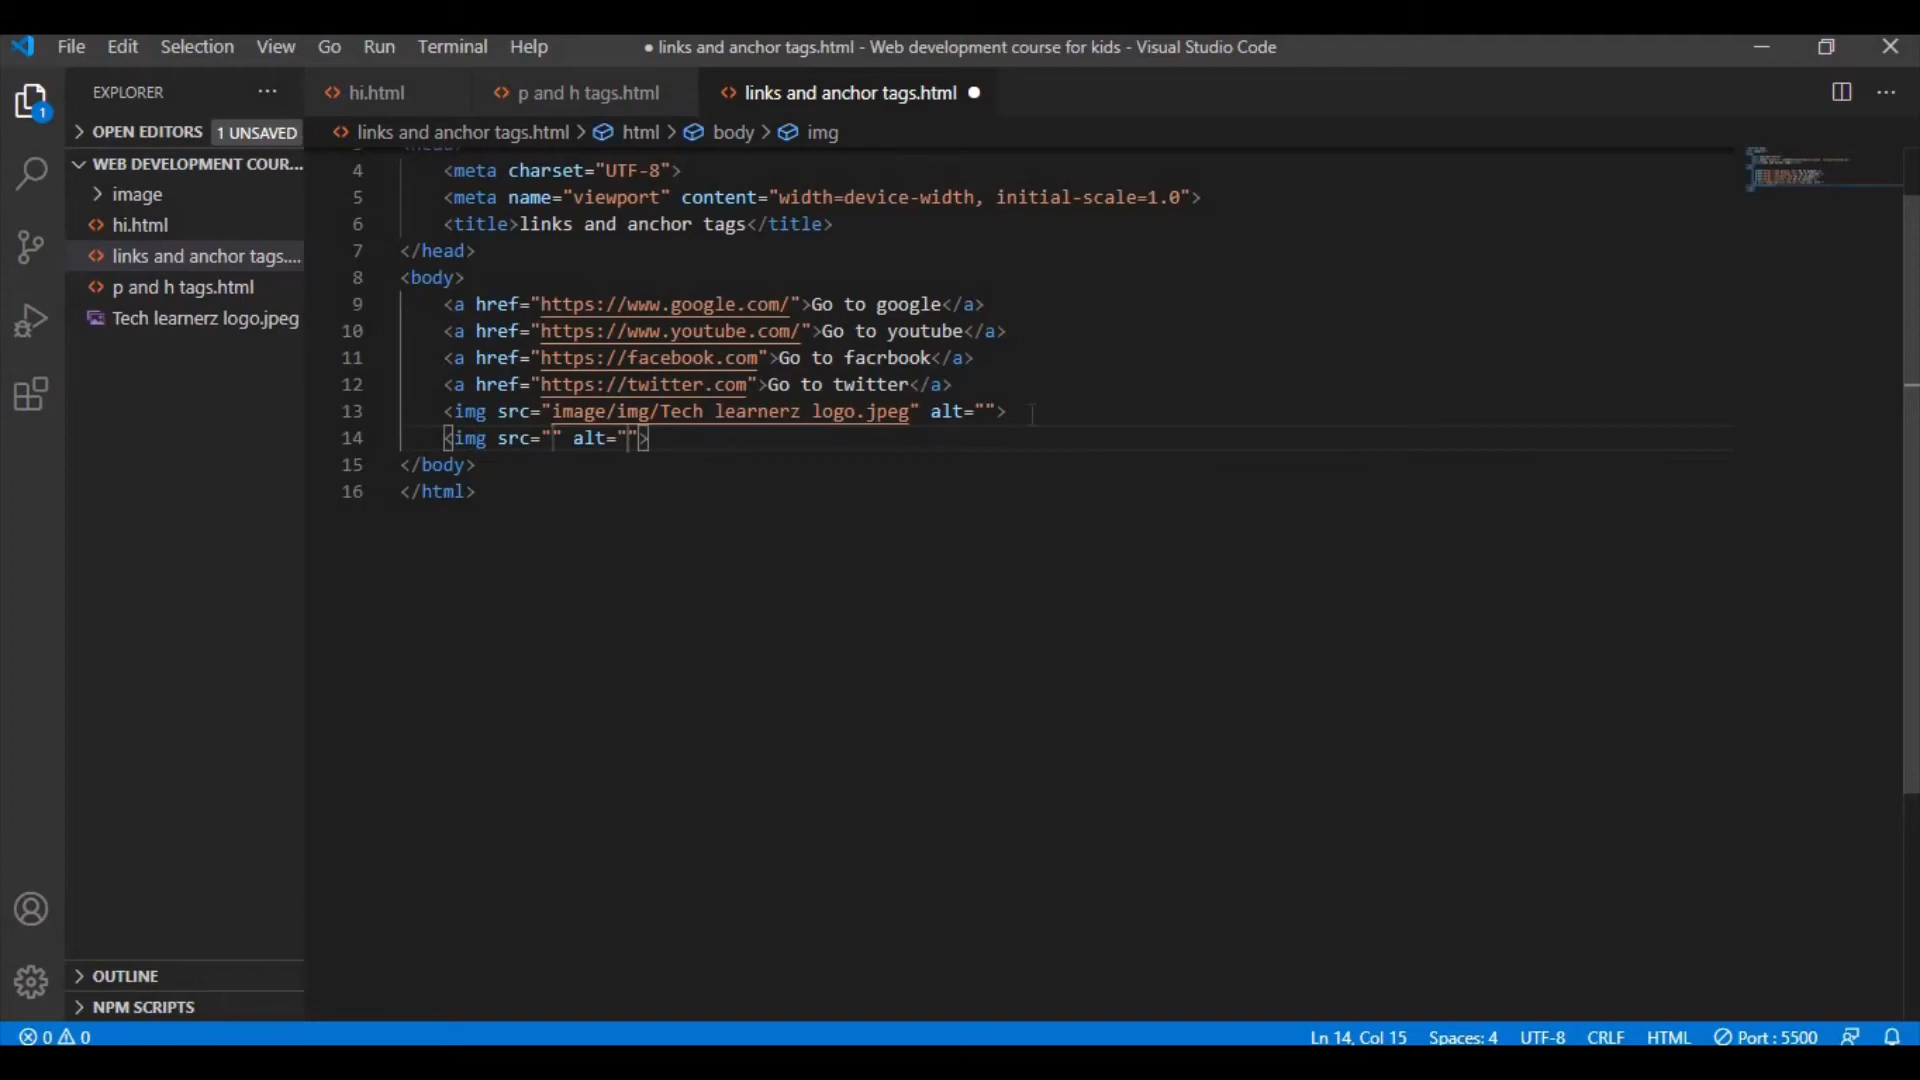 File Edit Selection View Go Run Terminal Help ● links and anchor tags.html - Web development course for kids - Visual Studio Code
EXPLORER ···
hi.html
p and h tags.html
links and anchor tags.html ●
OPEN EDITORS 1 UNSAVED
links and anchor tags.html > html > body > img
WEB DEVELOPMENT COUR...
image
hi.html
links and anchor tags....
p and h tags.html
Tech learnerz logo.jpeg
1
4 <meta charset="UTF-8">
5 <meta name="viewport" content="width=device-width, initial-scale=1.0">
6 <title>links and anchor tags</title>
7 </head>
8 <body>
9 <a href="https://www.google.com/">Go to google</a>
10 <a href="https://www.youtube.com/">Go to youtube</a>
11 <a href="https://facebook.com">Go to facrbook</a>
12 <a href="https://twitter.com">Go to twitter</a>
13 <img src="image/img/Tech learnerz logo.jpeg" alt="">
14 <img src="" alt="">
15 </body>
16 </html>
OUTLINE
NPM SCRIPTS
0 0 Ln 14, Col 15 Spaces: 4 UTF-8 CRLF HTML Port : 5500